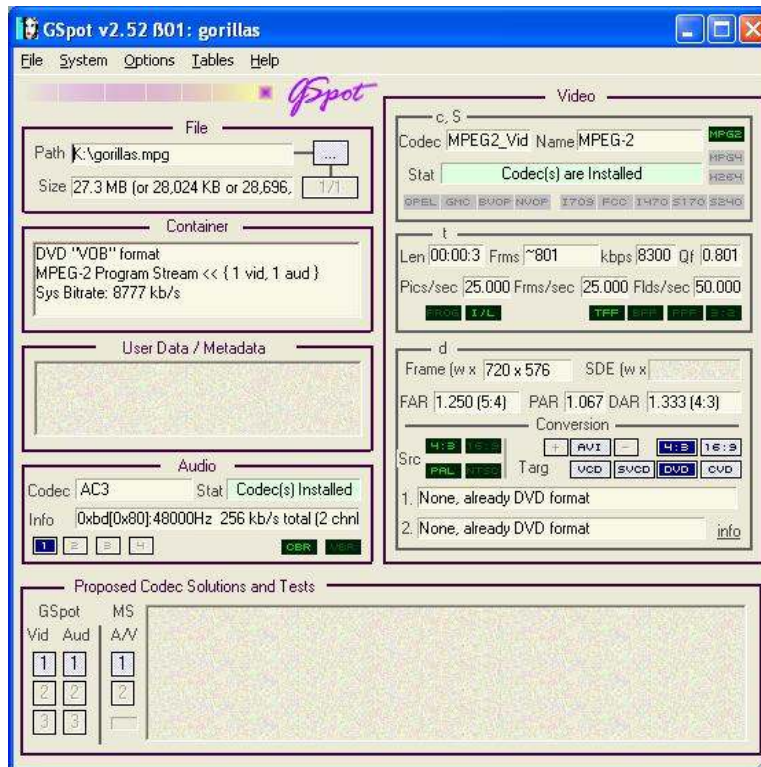 GSpot v2.52 ß01: gorillas
File System Options Tables Help
GSpot
File
Path K:\gorillas.mpg ...
Size 27.3 MB (or 28,024 KB or 28,696, 1/1
Container
DVD "VOB" format
MPEG-2 Program Stream << { 1 vid, 1 aud }
Sys Bitrate: 8777 kb/s
User Data / Metadata
Audio
Codec AC3 Stat Codec(s) Installed
Info 0xbd[0x80]:48000Hz 256 kb/s total (2 chnl
1 2 3 4 CBR VBR
Video
c, S
Codec MPEG2_Vid Name MPEG-2 MPG2
MPG4
Stat Codec(s) are Installed H264
QPEL GMC BVOP NVOP I709 FCC I470 S170 S240
t
Len 00:00:3 Frms ~801 kbps 8300 Qf 0.801
Pics/sec 25.000 Frms/sec 25.000 Flds/sec 50.000
PROG I/L TFF BFF PPF 3:2
d
Frame (w x 720 x 576 SDE (w x
FAR 1.250 (5:4) PAR 1.067 DAR 1.333 (4:3)
Conversion
Src 4:3 16:9 + AVI - 4:3 16:9
PAL NTSC Targ VCD SVCD DVD CVD
1. None, already DVD format
2. None, already DVD format info
Proposed Codec Solutions and Tests
GSpot MS
Vid Aud A/V
1 1 1
2 2 2
3 3